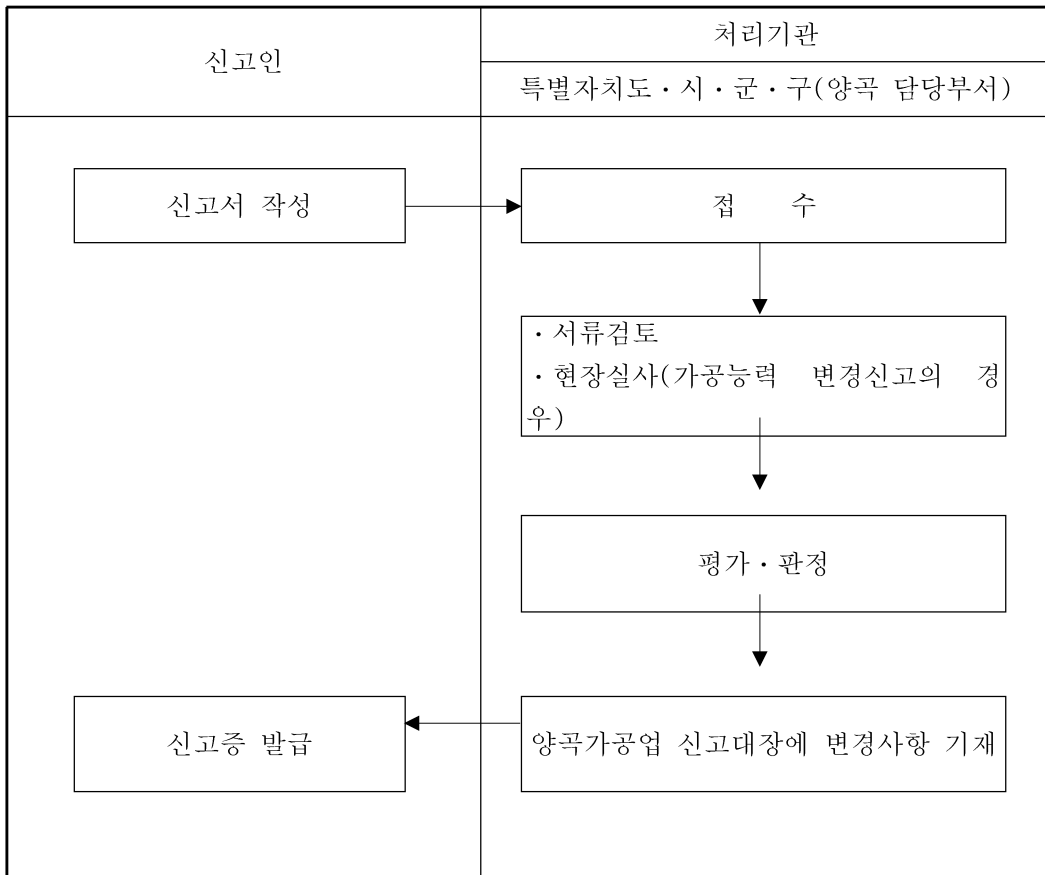 신고인
처리기관
특별자치도・시・군・구(양곡 담당부서)
신고서 작성
접 수
・서류검토
・현장실사(가공능력 변경신고의 경
우)
평가・판정
신고증 발급
양곡가공업 신고대장에 변경사항 기재